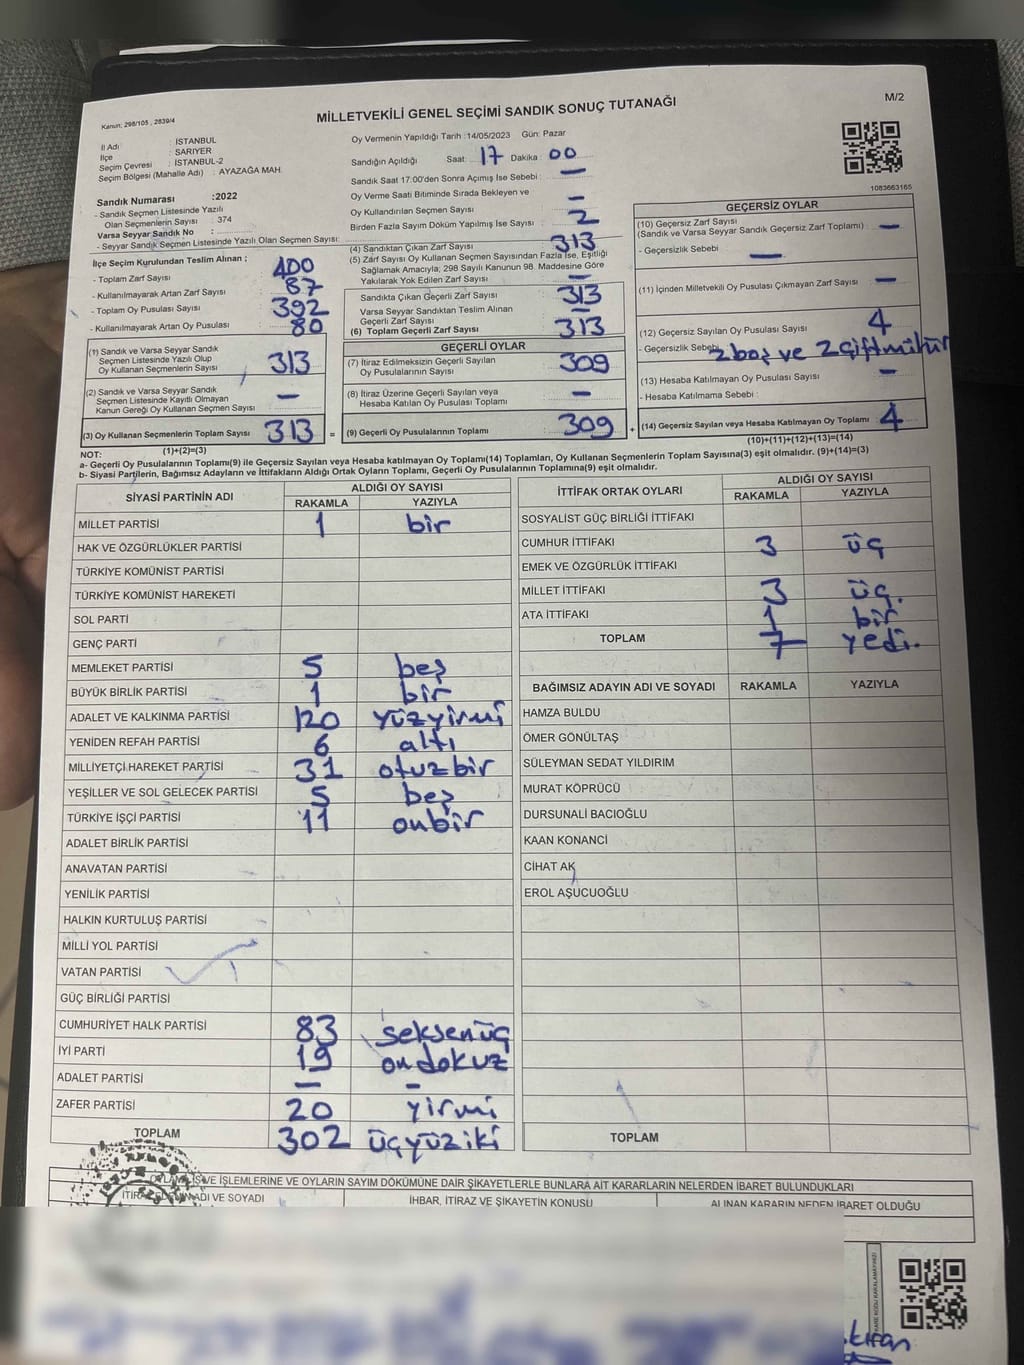 MİLLETVEKİLİ GENEL SEÇİMİ SANDIK SONUÇ TUTANAĞI
M/2
Kanun: 298/105 , 2839/4
İl Adı : İSTANBUL
İlçe : SARIYER
Seçim Çevresi : İSTANBUL-2
Seçim Bölgesi (Mahalle Adı) : AYAZAĞA MAH.
Sandık Numarası :2022
- Sandık Seçmen Listesinde Yazılı
Olan Seçmenlerin Sayısı : 374
Varsa Seyyar Sandık No :
- Seyyar Sandık Seçmen Listesinde Yazılı Olan Seçmen Sayısı:
Oy Vermenin Yapıldığı Tarih :14/05/2023 Gün: Pazar
Sandığın Açıldığı Saat: 17 Dakika : 00
Sandık Saat 17:00'den Sonra Açımış İse Sebebi : —
Oy Verme Saati Bitiminde Sırada Bekleyen ve
Oy Kullandırılan Seçmen Sayısı —
Birden Fazla Sayım Döküm Yapılmış İse Sayısı : 2
(4) Sandıktan Çıkan Zarf Sayısı 313
(5) Zarf Sayısı Oy Kullanan Seçmen Sayısından Fazla İse, Eşitliği
Sağlamak Amacıyla; 298 Sayılı Kanunun 98. Maddesine Göre
Yakılarak Yok Edilen Zarf Sayısı : —
Sandıkta Çıkan Geçerli Zarf Sayısı : 313
Varsa Seyyar Sandıktan Teslim Alınan
Geçerli Zarf Sayısı : —
(6) Toplam Geçerli Zarf Sayısı : 313
1083663165
İlçe Seçim Kurulundan Teslim Alınan ;
- Toplam Zarf Sayısı : 400
- Kullanılmayarak Artan Zarf Sayısı : 87
- Toplam Oy Pusulası Sayısı : 392
- Kullanılmayarak Artan Oy Pusulası : 80
(1) Sandık ve Varsa Seyyar Sandık
Seçmen Listesinde Yazılı Olup
Oy Kullanan Seçmenlerin Sayısı : 313
(2) Sandık ve Varsa Seyyar Sandık
Seçmen Listesinde Kayıtlı Olmayan
Kanun Gereği Oy Kullanan Seçmen Sayısı : —
(3) Oy Kullanan Seçmenlerin Toplam Sayısı 313 =
(1)+(2)=(3)
GEÇERLİ OYLAR
(7) İtiraz Edilmeksizin Geçerli Sayılan
Oy Pusulalarının Sayısı : 309
(8) İtiraz Üzerine Geçerli Sayılan veya
Hesaba Katılan Oy Pusulası Toplamı : —
(9) Geçerli Oy Pusulalarının Toplamı : 309 +
GEÇERSİZ OYLAR
(10) Geçersiz Zarf Sayısı :
(Sandık ve Varsa Seyyar Sandık Geçersiz Zarf Toplamı) —
- Geçersizlik Sebebi : —
(11) İçinden Milletvekili Oy Pusulası Çıkmayan Zarf Sayısı : —
(12) Geçersiz Sayılan Oy Pusulası Sayısı : 4
- Geçersizlik Sebebi 2 boş ve 2 çift mühür
(13) Hesaba Katılmayan Oy Pusulası Sayısı : —
- Hesaba Katılmama Sebebi :
(14) Geçersiz Sayılan veya Hesaba Katılmayan Oy Toplamı : 4
(10)+(11)+(12)+(13)=(14)
NOT:
a- Geçerli Oy Pusulalarının Toplamı(9) ile Geçersiz Sayılan veya Hesaba katılmayan Oy Toplamı(14) Toplamları, Oy Kullanan Seçmenlerin Toplam Sayısına(3) eşit olmalıdır. (9)+(14)=(3)
b- Siyasi Partilerin, Bağımsız Adayların ve İttifakların Aldığı Ortak Oyların Toplamı, Geçerli Oy Pusulalarının Toplamına(9) eşit olmalıdır.
SİYASİ PARTİNİN ADI ALDIĞI OY SAYISI
RAKAMLA YAZIYLA
MİLLET PARTİSİ 1 bir
HAK VE ÖZGÜRLÜKLER PARTİSİ
TÜRKİYE KOMÜNİST PARTİSİ
TÜRKİYE KOMÜNİST HAREKETİ
SOL PARTİ
GENÇ PARTİ
MEMLEKET PARTİSİ 5 beş
BÜYÜK BİRLİK PARTİSİ 1 bir
ADALET VE KALKINMA PARTİSİ 120 yüzyirmi
YENİDEN REFAH PARTİSİ 6 altı
MİLLİYETÇİ HAREKET PARTİSİ 31 otuzbir
YEŞİLLER VE SOL GELECEK PARTİSİ 5 beş
TÜRKİYE İŞÇİ PARTİSİ 11 onbir
ADALET BİRLİK PARTİSİ
ANAVATAN PARTİSİ
YENİLİK PARTİSİ
HALKIN KURTULUŞ PARTİSİ
MİLLİ YOL PARTİSİ
VATAN PARTİSİ
GÜÇ BİRLİĞİ PARTİSİ
CUMHURİYET HALK PARTİSİ 83 seksenüç
İYİ PARTİ 19 ondokuz
ADALET PARTİSİ — -
ZAFER PARTİSİ 20 yirmi
TOPLAM 302 üçyüziki
İTTİFAK ORTAK OYLARI ALDIĞI OY SAYISI
RAKAMLA YAZIYLA
SOSYALİST GÜÇ BİRLİĞİ İTTİFAKI
CUMHUR İTTİFAKI 3 üç
EMEK VE ÖZGÜRLÜK İTTİFAKI
MİLLET İTTİFAKI 3 üç.
ATA İTTİFAKI 1 bir
TOPLAM 7 yedi.
BAĞIMSIZ ADAYIN ADI VE SOYADI RAKAMLA YAZIYLA
HAMZA BULDU
ÖMER GÖNÜLTAŞ
SÜLEYMAN SEDAT YILDIRIM
MURAT KÖPRÜCÜ
DURSUNALİ BACIOĞLU
KAAN KONANCİ
CİHAT AK
EROL AŞUCUOĞLU
TOPLAM
VE İŞLEMLERİNE VE OYLARIN SAYIM DÖKÜMÜNE DAİR ŞİKAYETLERLE BUNLARA AİT KARARLARIN NELERDEN İBARET BULUNDUKLARI
ADI VE SOYADI İHBAR, İTİRAZ VE ŞİKAYETİN KONUSU ALINAN KARARIN NEDEN İBARET OLDUĞU